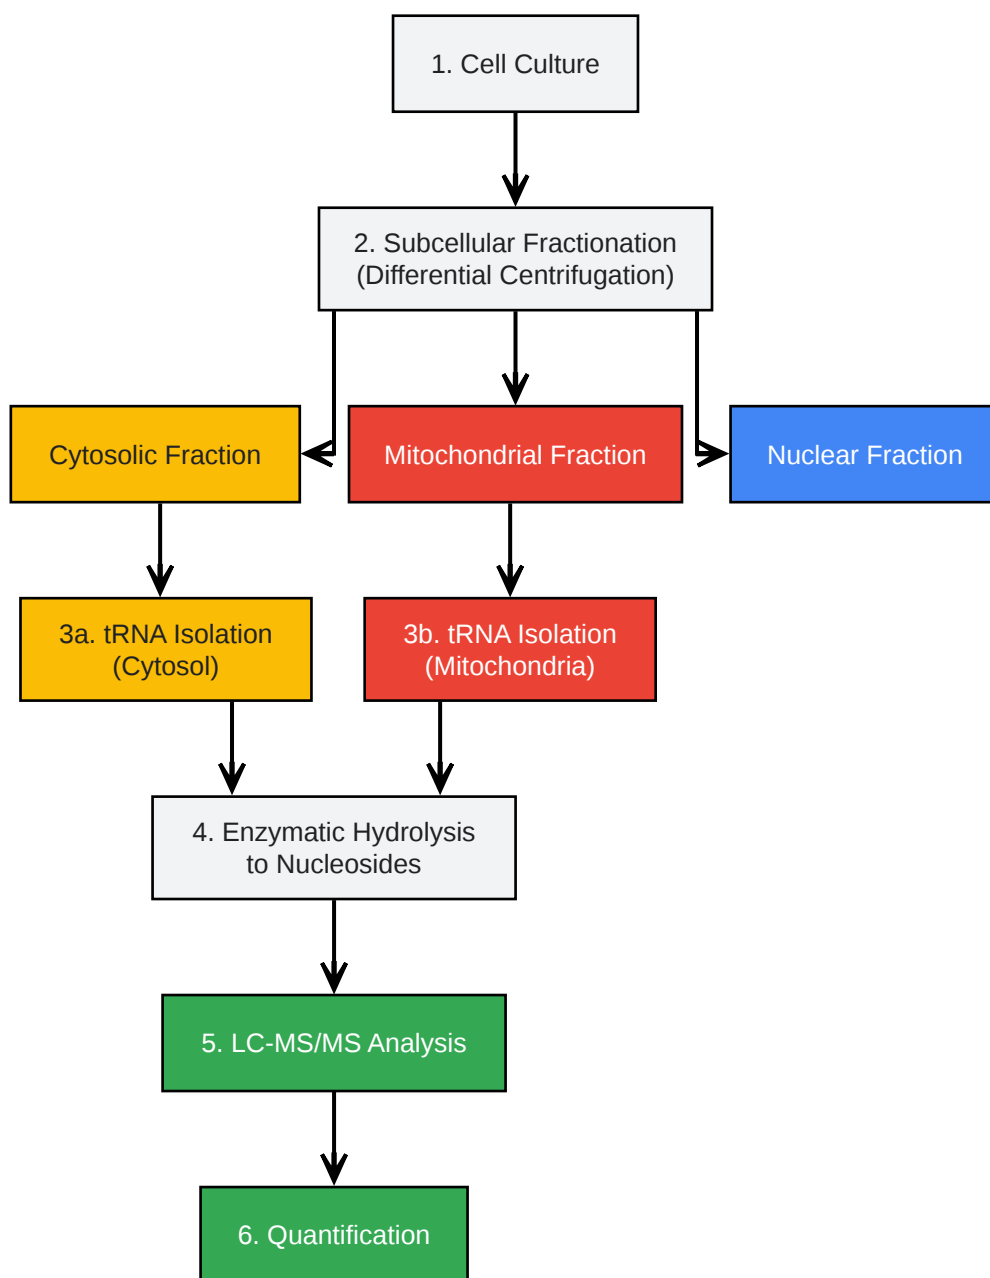 1. Cell Culture
2. Subcellular Fractionation
(Differential Centrifugation)
Cytosolic Fraction
Mitochondrial Fraction
Nuclear Fraction
3a. tRNA Isolation
(Cytosol)
3b. tRNA Isolation
(Mitochondria)
4. Enzymatic Hydrolysis
to Nucleosides
5. LC-MS/MS Analysis
6. Quantification